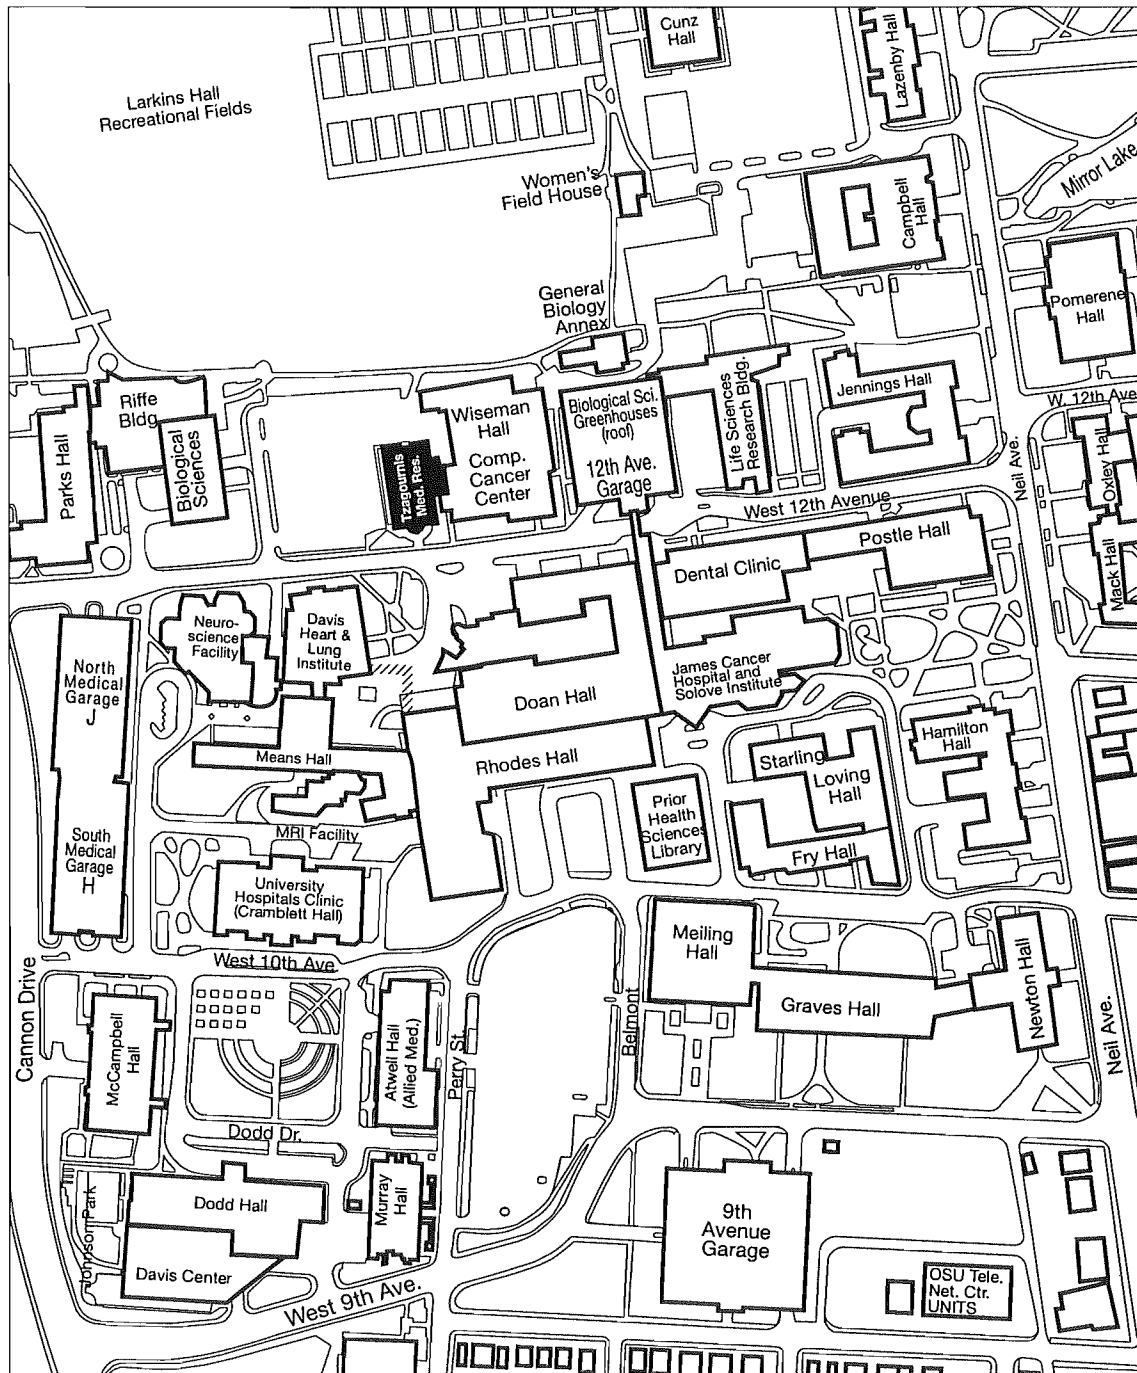 Cunz
Hall
Lazenby Hall
Larkins Hall
Recreational Fields
Mirror Lake
Women's
Field House
Campbell
Hall
General
Biology
Annex
Pomerene
Hall
Riffe
Bldg.
Parks Hall
Biological
Sciences
Tzagournis
Med. Res.
Wiseman
Hall
Comp.
Cancer
Center
Biological Sci.
Greenhouses
(roof)
12th Ave.
Garage
Life Sciences
Research Bldg.
Jennings Hall
W. 12th Ave
Neil Ave.
Oxley Hall
West 12th Avenue
Postle Hall
Mack Hall
Dental Clinic
Neuro-
science
Facility
Davis
Heart &
Lung
Institute
North
Medical
Garage
J
Doan Hall
James Cancer
Hospital and
Solove Institute
Hamilton
Hall
Means Hall
Rhodes Hall
Starling
Loving
Hall
MRI Facility
Prior
Health
Sciences
Library
South
Medical
Garage
H
Fry Hall
University
Hospitals Clinic
(Cramblett Hall)
West 10th Ave
Meiling
Hall
Cannon Drive
Graves Hall
Newton Hall
Belmont
Neil Ave.
McCampbell
Hall
Atwell Hall
(Allied Med.)
Perry St
Dodd Dr.
Johnson Park
Dodd Hall
Murray
Hall
9th
Avenue
Garage
Davis Center
West 9th Ave.
OSU Tele.
Net. Ctr.
UNITS